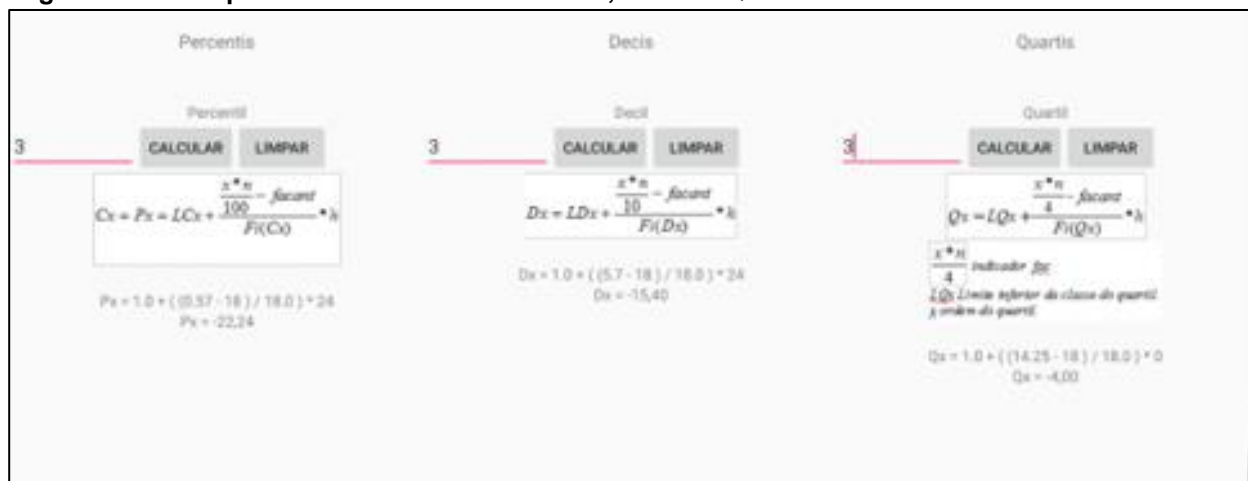 Percentis
Percentil
3
CALCULAR LIMPAR
Cx = Px = LCx + x*n/100 - facant / Fi(Cx) * h
Px = 1.0 + ( (0.57 - 18 ) / 18.0 ) * 24
Px = -22,24
Decis
Decil
3
CALCULAR LIMPAR
Dx = LDx + x*n/10 - facant / Fi(Dx) * h
Dx = 1.0 + ( (5.7 - 18 ) / 18.0 ) * 24
Dx = -15,40
Quartis
Quartil
3
CALCULAR LIMPAR
Qx = LQx + x*n/4 - facant / Fi(Qx) * h
x*n/4 indicador fac
LQx Limite inferior da classe do quartil
x ordem do quartil
Qx = 1.0 + ( (14.25 - 18 ) / 18.0 ) * 0
Qx = -4,00